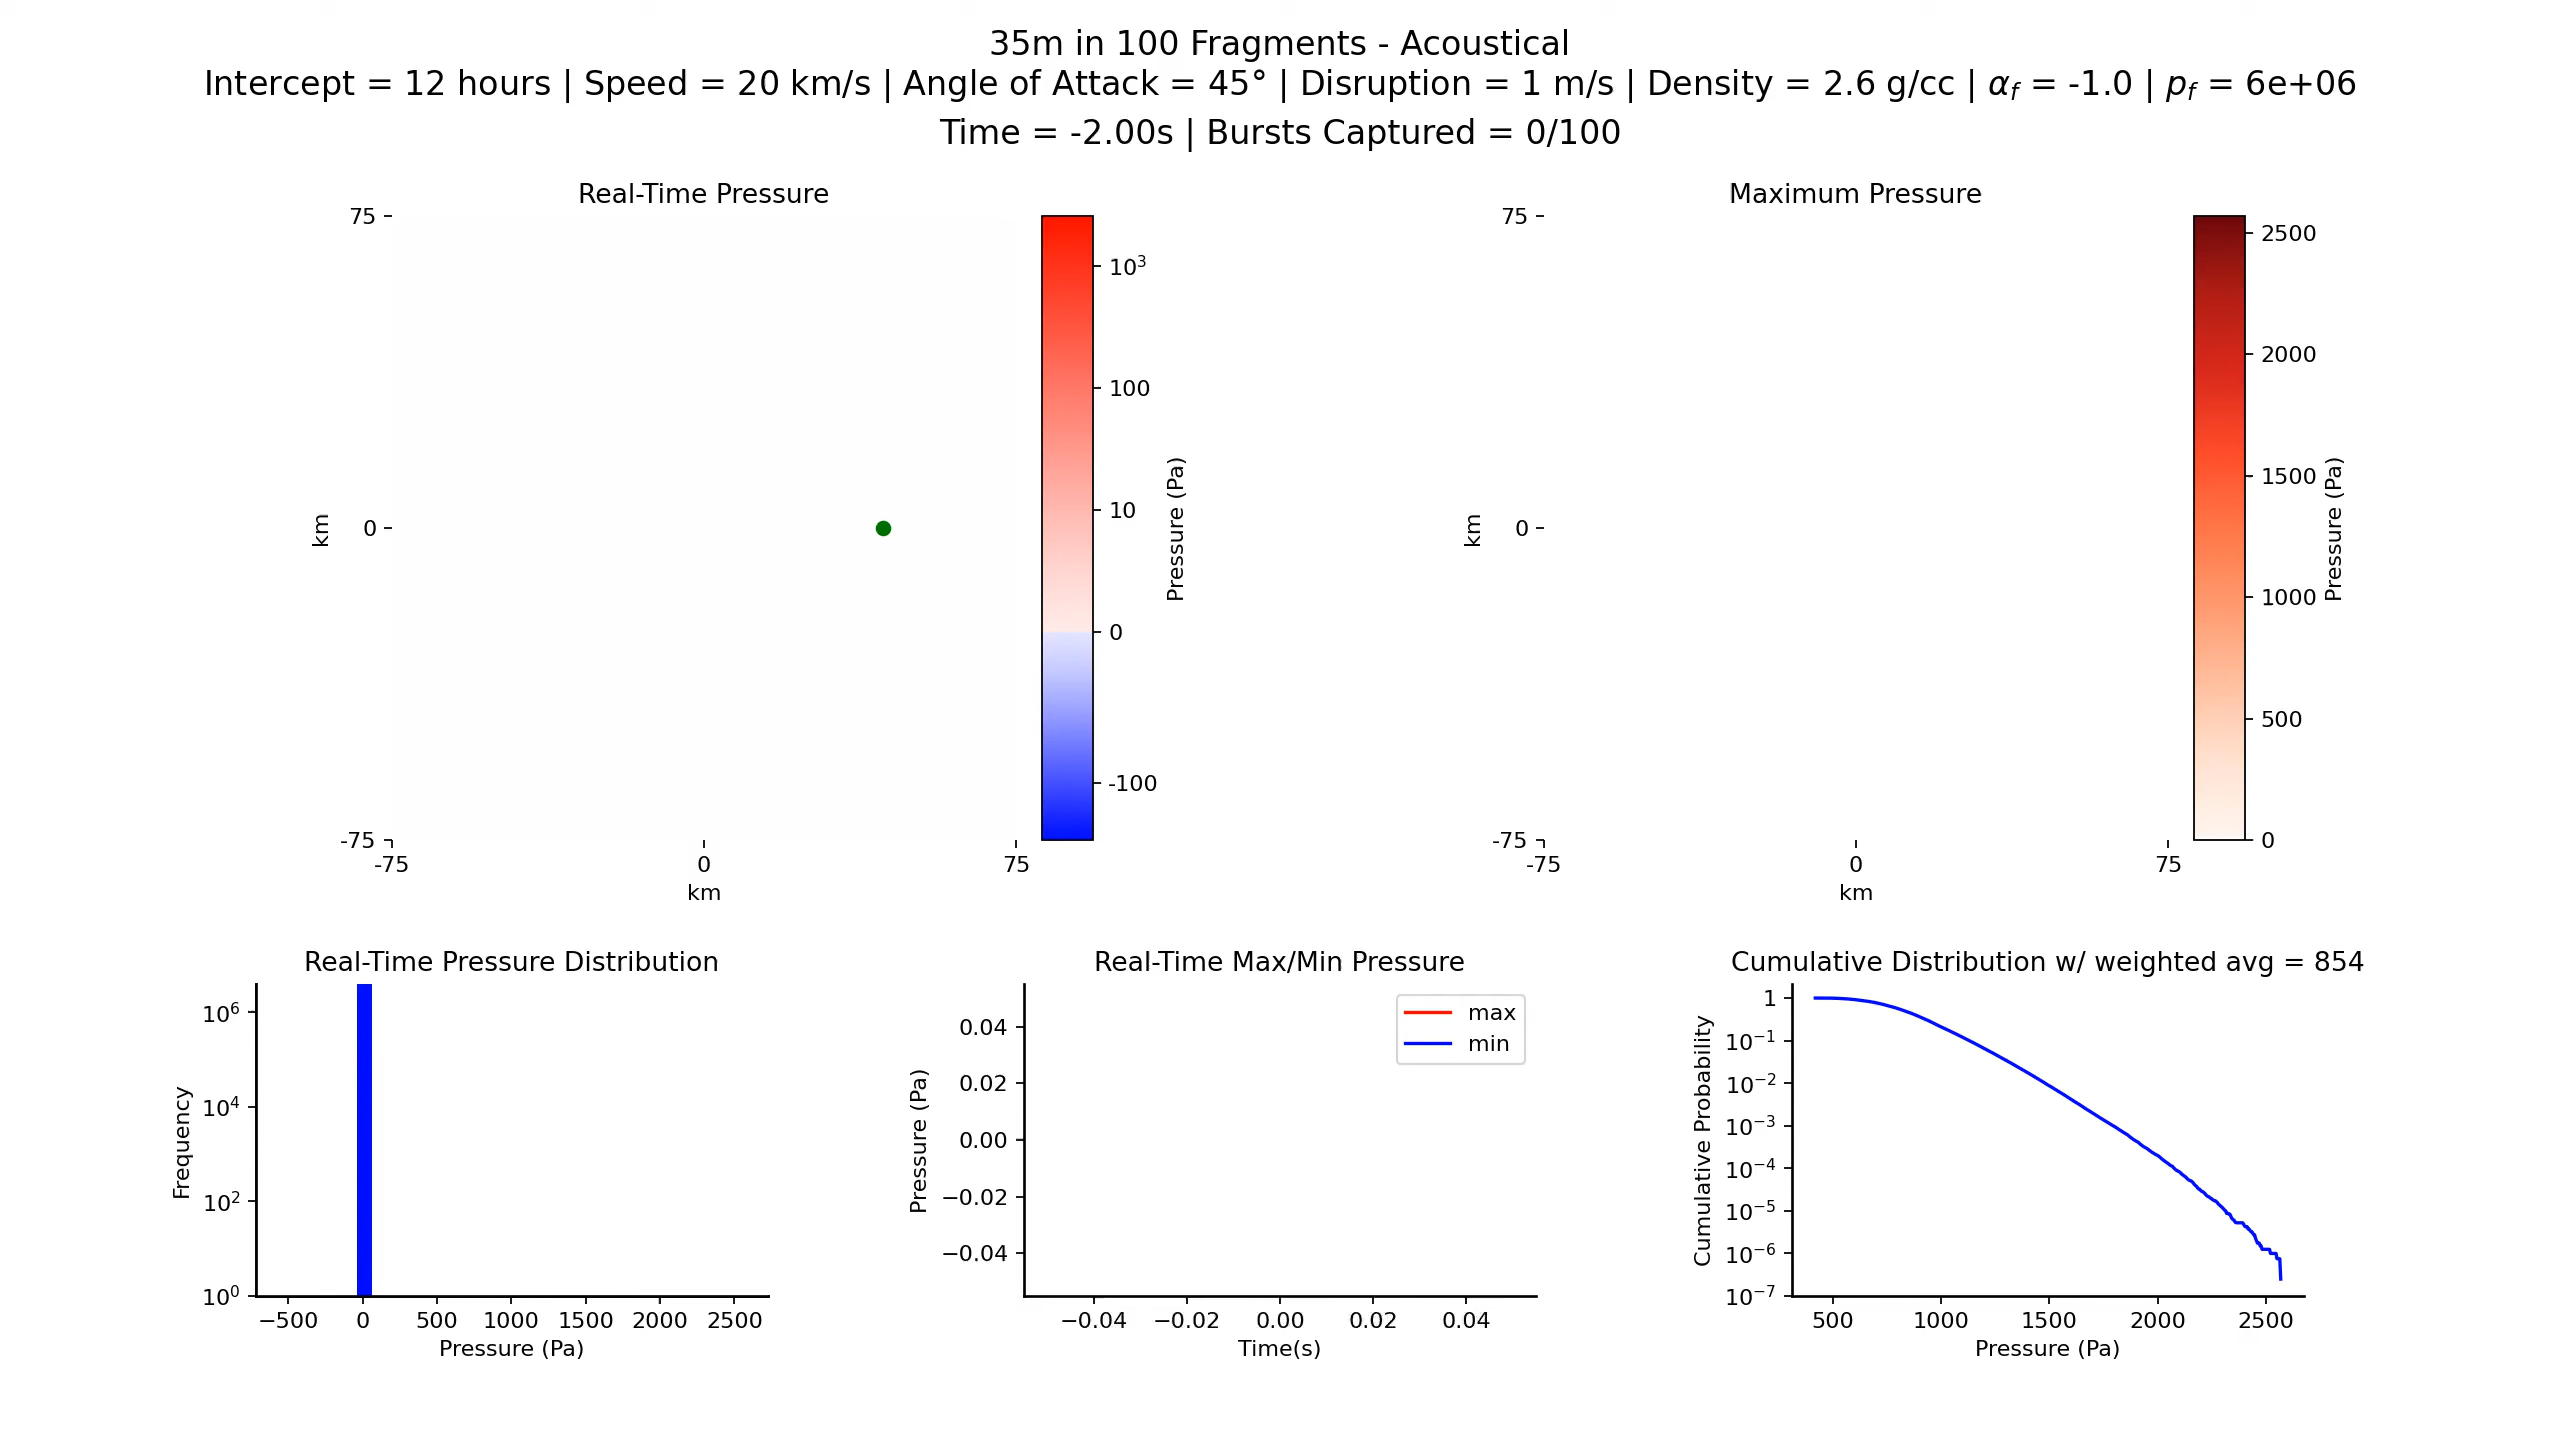 35m in 100 Fragments - Acoustical
Intercept = 12 hours | Speed = 20 km/s | Angle of Attack = 45° | Disruption = 1 m/s | Density = 2.6 g/cc | α_f = -1.0 | p_f = 6e+06
Time = -2.00s | Bursts Captured = 0/100
Real-Time Pressure
75
0
-75
km
-75
0
75
km
10³
100
10
0
-100
Pressure (Pa)
Maximum Pressure
75
0
-75
km
-75
0
75
km
2500
2000
1500
1000
500
0
Pressure (Pa)
Real-Time Pressure Distribution
10⁶
10⁴
10²
10⁰
Frequency
−500 0 500 1000 1500 2000 2500
Pressure (Pa)
Real-Time Max/Min Pressure
max
min
0.04
0.02
0.00
−0.02
−0.04
Pressure (Pa)
−0.04 −0.02 0.00 0.02 0.04
Time(s)
Cumulative Distribution w/ weighted avg = 854
1
10⁻¹
10⁻²
10⁻³
10⁻⁴
10⁻⁵
10⁻⁶
10⁻⁷
Cumulative Probability
500 1000 1500 2000 2500
Pressure (Pa)